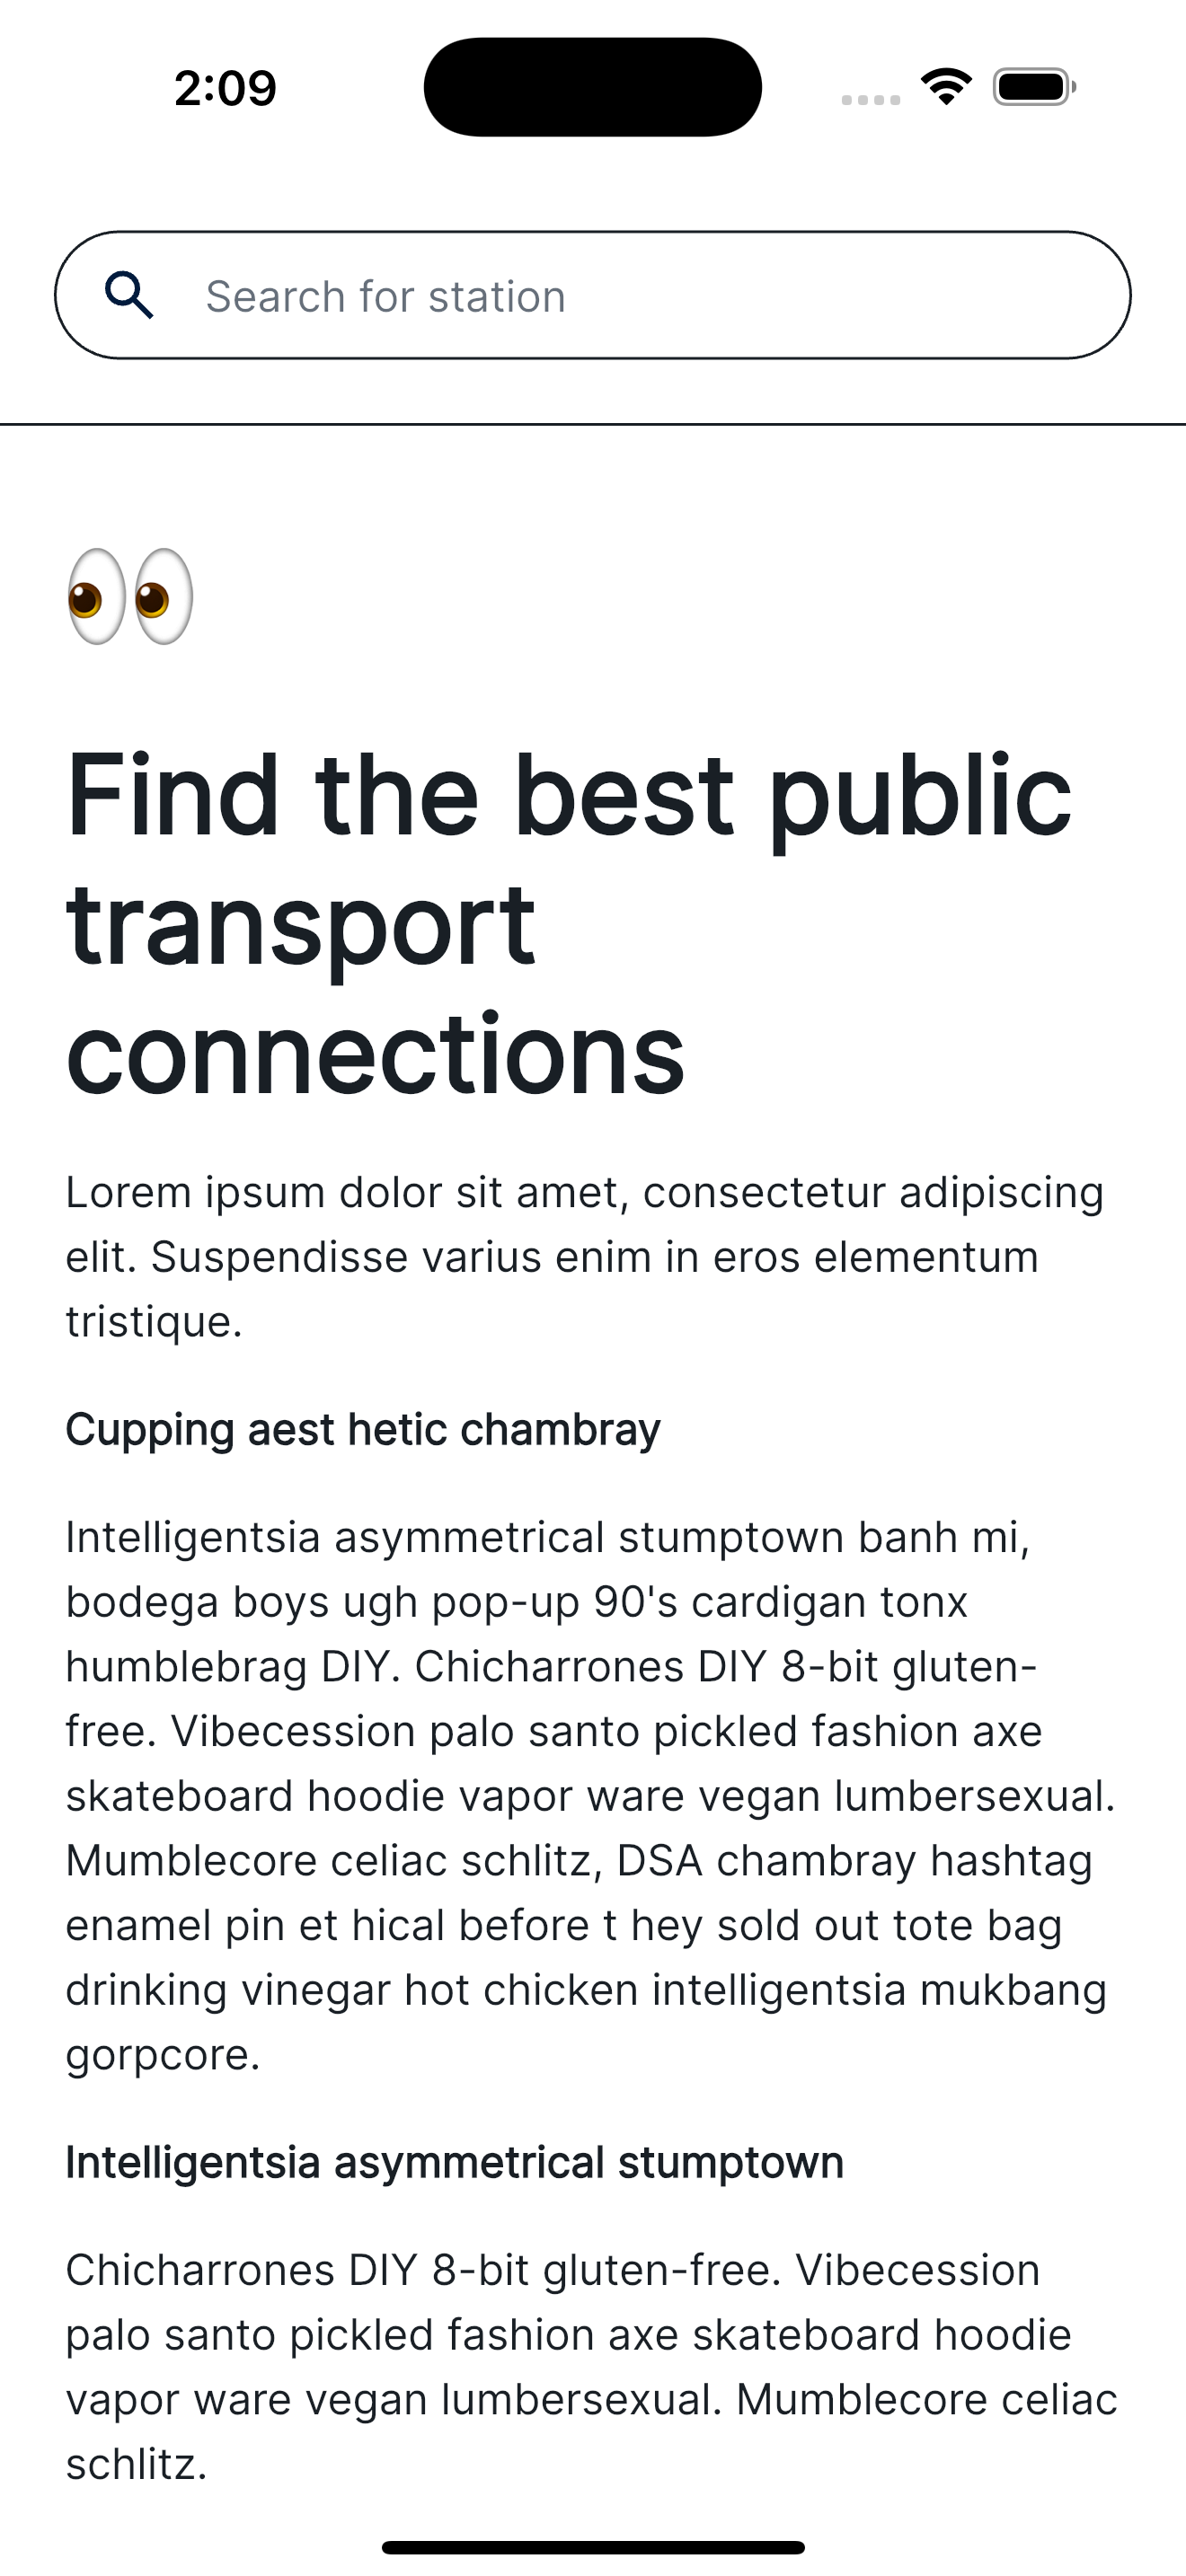 2:09
Search for station
Find the best public
transport
connections
Lorem ipsum dolor sit amet, consectetur adipiscing
elit. Suspendisse varius enim in eros elementum
tristique.
Cupping aest hetic chambray
Intelligentsia asymmetrical stumptown banh mi,
bodega boys ugh pop-up 90's cardigan tonx
humblebrag DIY. Chicharrones DIY 8-bit gluten-
free. Vibecession palo santo pickled fashion axe
skateboard hoodie vapor ware vegan lumbersexual.
Mumblecore celiac schlitz, DSA chambray hashtag
enamel pin et hical before t hey sold out tote bag
drinking vinegar hot chicken intelligentsia mukbang
gorpcore.
Intelligentsia asymmetrical stumptown
Chicharrones DIY 8-bit gluten-free. Vibecession
palo santo pickled fashion axe skateboard hoodie
vapor ware vegan lumbersexual. Mumblecore celiac
schlitz.